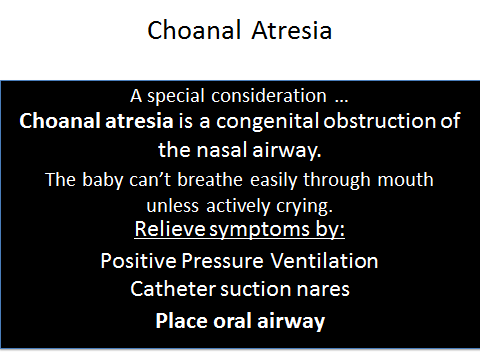 Choanal Atresia
A special consideration …
Choanal atresia is a congenital obstruction of
the nasal airway.
The baby can’t breathe easily through mouth
unless actively crying.
Relieve symptoms by:
Positive Pressure Ventilation
Catheter suction nares
Place oral airway